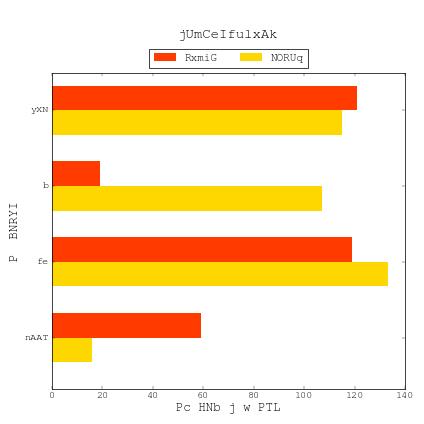 jUmCeIfulxAk
RxmiG NORUq
yXN
b
fe
nAAT
P BNRYI
0 20 40 60 80 100 120 140
Pc HNb j w PTL